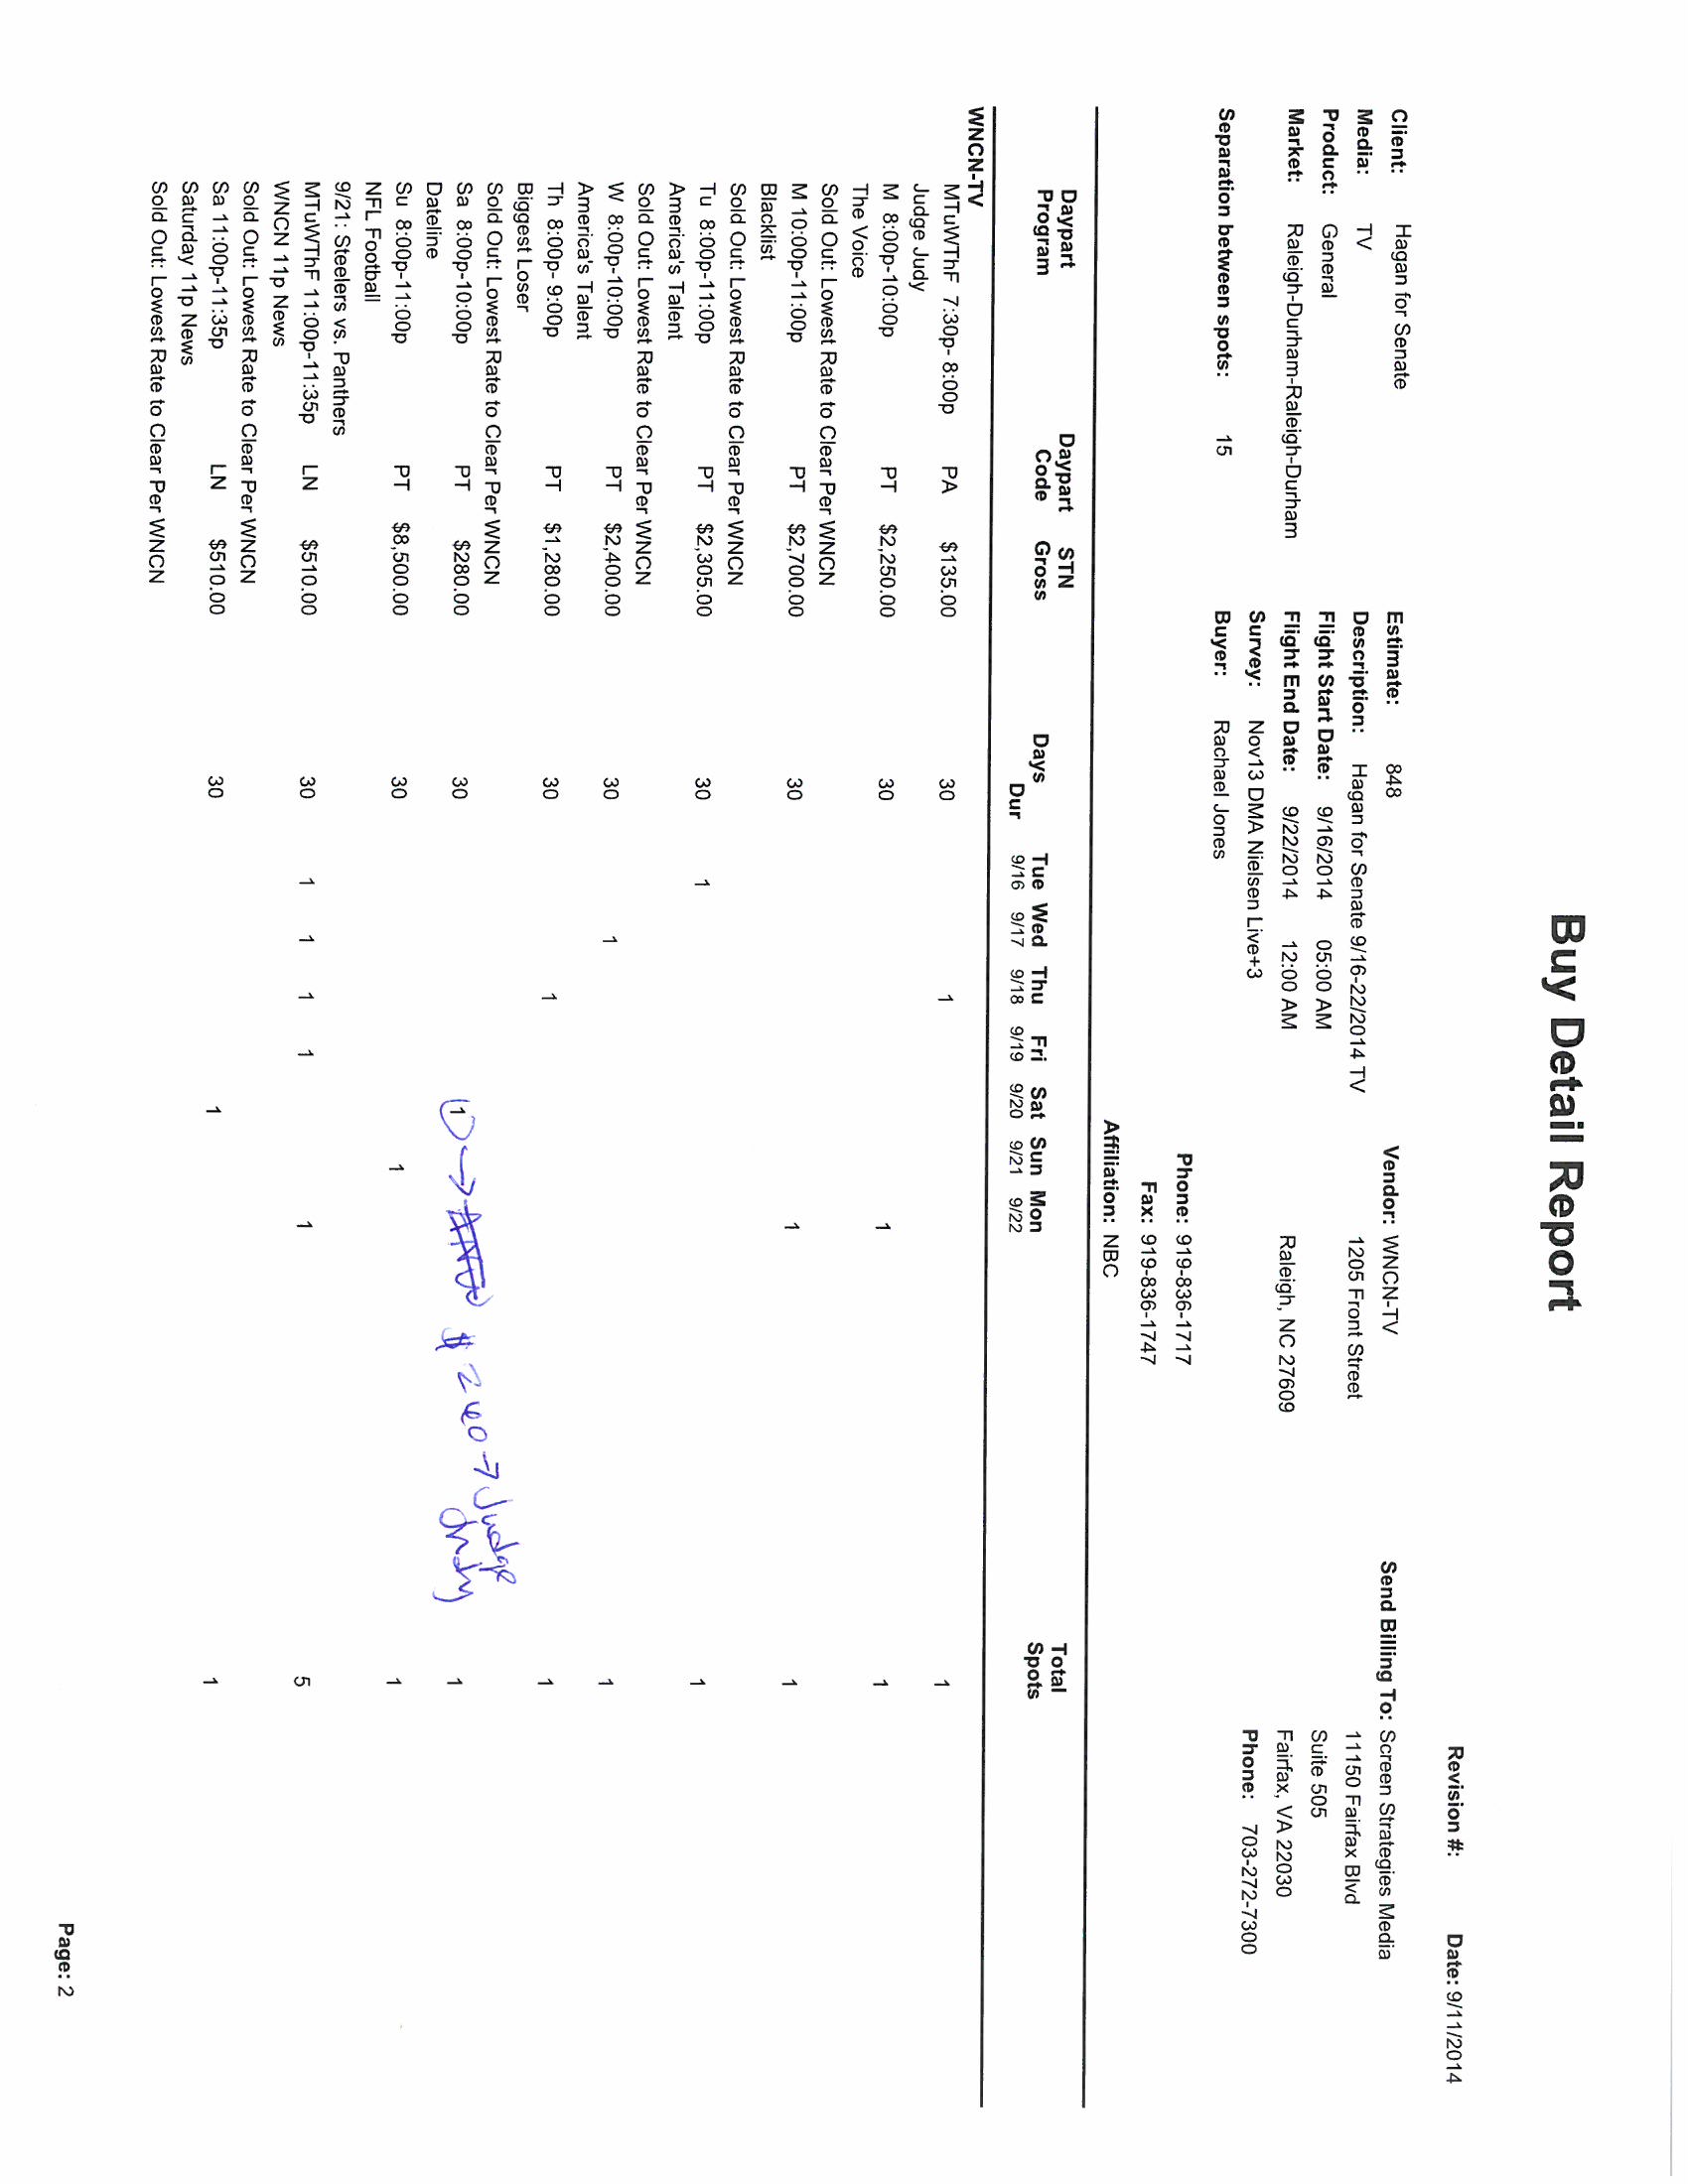 Buy Detail Report
Revision #: Date: 9/11/2014
Client: Hagan for Senate Estimate: 848 Vendor: WNCN-TV Send Billing To: Screen Strategies Media
Media: TV Description: Hagan for Senate 9/16-22/2014 TV 1205 Front Street 11150 Fairfax Blvd
Product: General Flight Start Date: 9/16/2014 05:00 AM Suite 505
Market: Raleigh-Durham-Raleigh-Durham Flight End Date: 9/22/2014 12:00 AM Raleigh, NC 27609 Fairfax, VA 22030
Survey: Nov13 DMA Nielsen Live+3 Phone: 703-272-7300
Separation between spots: 15 Buyer: Rachael Jones
Phone: 919-836-1717
Fax: 919-836-1747
Affiliation: NBC
Daypart Daypart STN Days Tue Wed Thu Fri Sat Sun Mon Total
Program Code Gross Dur 9/16 9/17 9/18 9/19 9/20 9/21 9/22 Spots
WNCN-TV
MTuWThF 7:30p- 8:00p PA $135.00 30 1 1
Judge Judy
M 8:00p-10:00p PT $2,250.00 30 1 1
The Voice
Sold Out: Lowest Rate to Clear Per WNCN
M 10:00p-11:00p PT $2,700.00 30 1 1
Blacklist
Sold Out: Lowest Rate to Clear Per WNCN
Tu 8:00p-11:00p PT $2,305.00 30 1 1
America's Talent
Sold Out: Lowest Rate to Clear Per WNCN
W 8:00p-10:00p PT $2,400.00 30 1 1
America's Talent
Th 8:00p- 9:00p PT $1,280.00 30 1 1
Biggest Loser
Sold Out: Lowest Rate to Clear Per WNCN
Sa 8:00p-10:00p PT $280.00 30 1 → $ → Judge Judy 1
Dateline
Su 8:00p-11:00p PT $8,500.00 30 1 1
NFL Football
9/21: Steelers vs. Panthers
MTuWThF 11:00p-11:35p LN $510.00 30 1 1 1 1 1 5
WNCN 11p News
Sold Out: Lowest Rate to Clear Per WNCN
Sa 11:00p-11:35p LN $510.00 30 1 1
Saturday 11p News
Sold Out: Lowest Rate to Clear Per WNCN
Page: 2